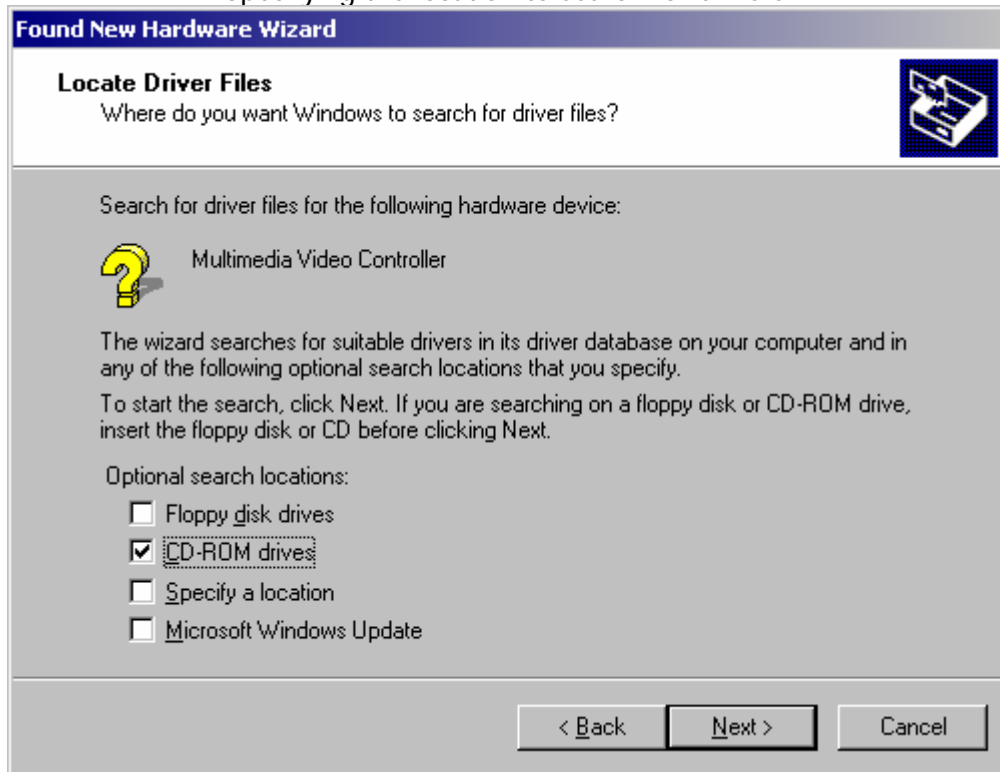 Found New Hardware Wizard
Locate Driver Files
Where do you want Windows to search for driver files?
Search for driver files for the following hardware device:
Multimedia Video Controller
The wizard searches for suitable drivers in its driver database on your computer and in
any of the following optional search locations that you specify.
To start the search, click Next. If you are searching on a floppy disk or CD-ROM drive,
insert the floppy disk or CD before clicking Next.
Optional search locations:
Floppy disk drives
CD-ROM drives
Specify a location
Microsoft Windows Update
< Back Next > Cancel